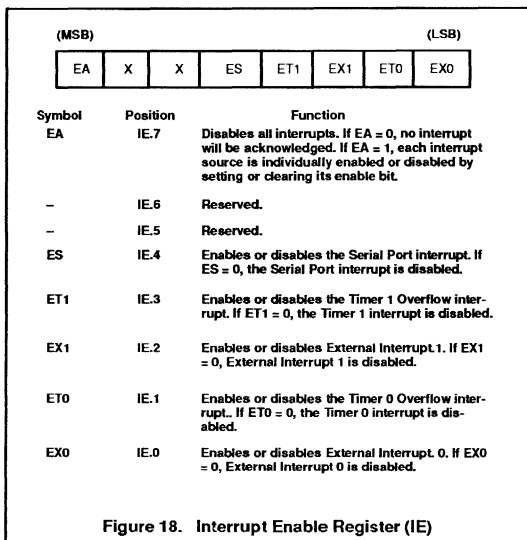 (MSB) (LSB)
EA X X ES ET1 EX1 ET0 EX0
Symbol Position Function
EA IE.7 Disables all interrupts. If EA = 0, no interrupt
will be acknowledged. If EA = 1, each interrupt
source is individually enabled or disabled by
setting or clearing its enable bit.
– IE.6 Reserved.
– IE.5 Reserved.
ES IE.4 Enables or disables the Serial Port interrupt. If
ES = 0, the Serial Port interrupt is disabled.
ET1 IE.3 Enables or disables the Timer 1 Overflow inter-
rupt. If ET1 = 0, the Timer 1 interrupt is disabled.
EX1 IE.2 Enables or disables External Interrupt.1. If EX1
= 0, External Interrupt 1 is disabled.
ET0 IE.1 Enables or disables the Timer 0 Overflow inter-
rupt.. If ET0 = 0, the Timer 0 interrupt is dis-
abled.
EX0 IE.0 Enables or disables External Interrupt. 0. If EX0
= 0, External Interrupt 0 is disabled.
Figure 18. Interrupt Enable Register (IE)